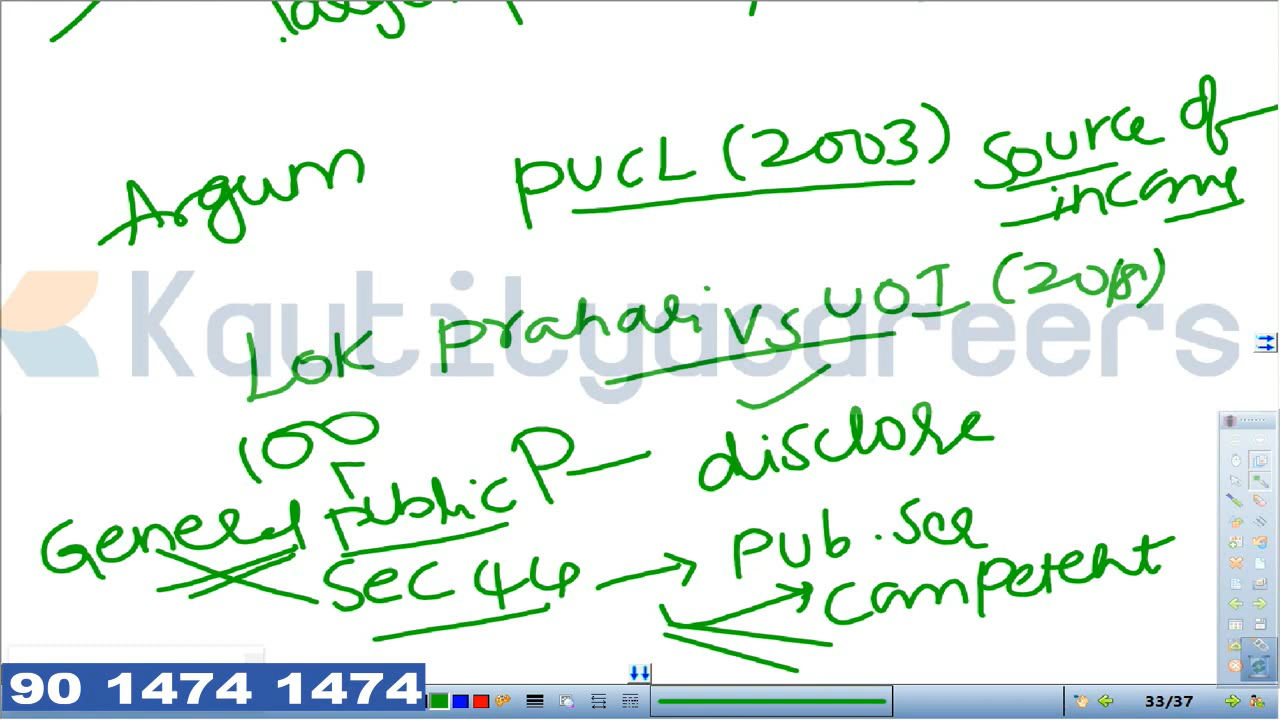 Argum
PUCL (2003) source of
income
Lok prahari vs UOI (2018)
100 P — disclose
General public
Sec 44 → pub. ser
→ competent
Kautilyacareers
90 1474 1474
33/37